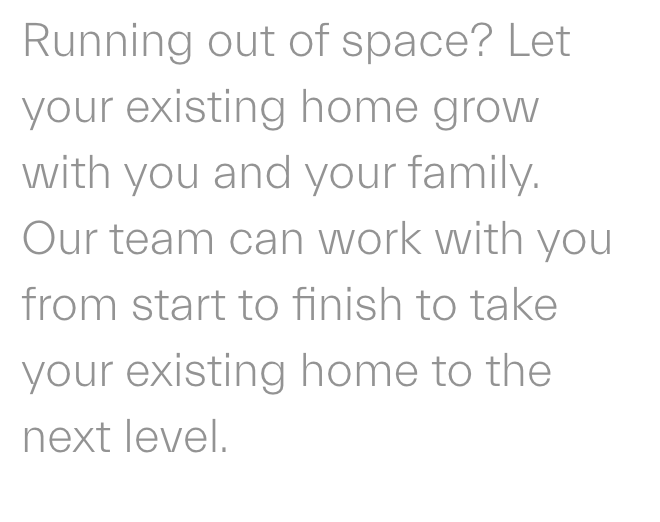 Running out of space? Let
your existing home grow
with you and your family.
Our team can work with you
from start to finish to take
your existing home to the
next level.